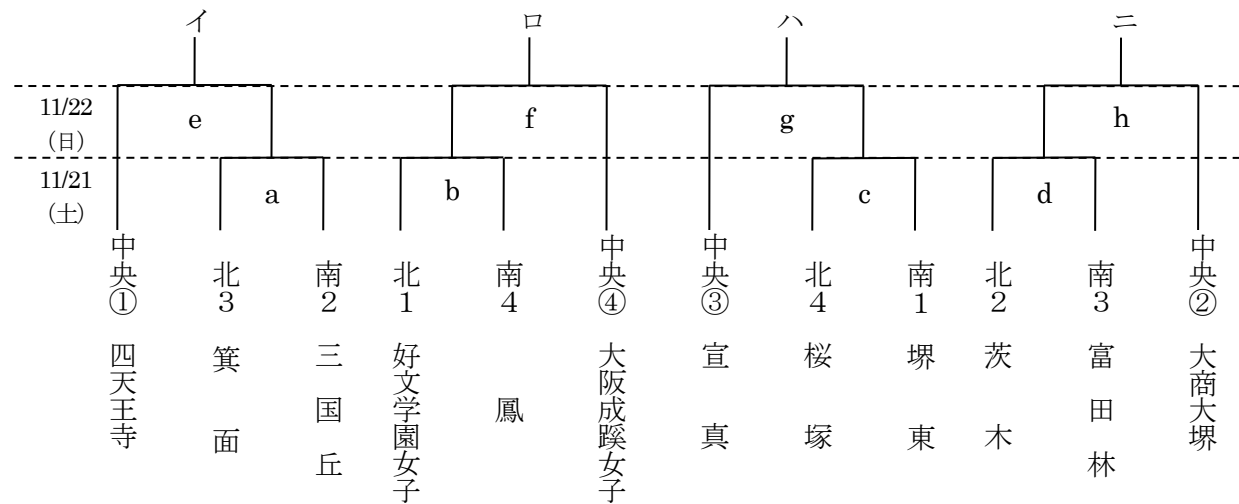 イ ロ ハ ニ
11/22
（日）
e f g h
11/21
（土）
a b c d
中央① 四天王寺
北３ 箕面
南２ 三国丘
北１ 好文学園女子
南４ 鳳
中央④ 大阪成蹊女子
中央③ 宣真
北４ 桜塚
南１ 堺東
北２ 茨木
南３ 富田林
中央② 大商大堺